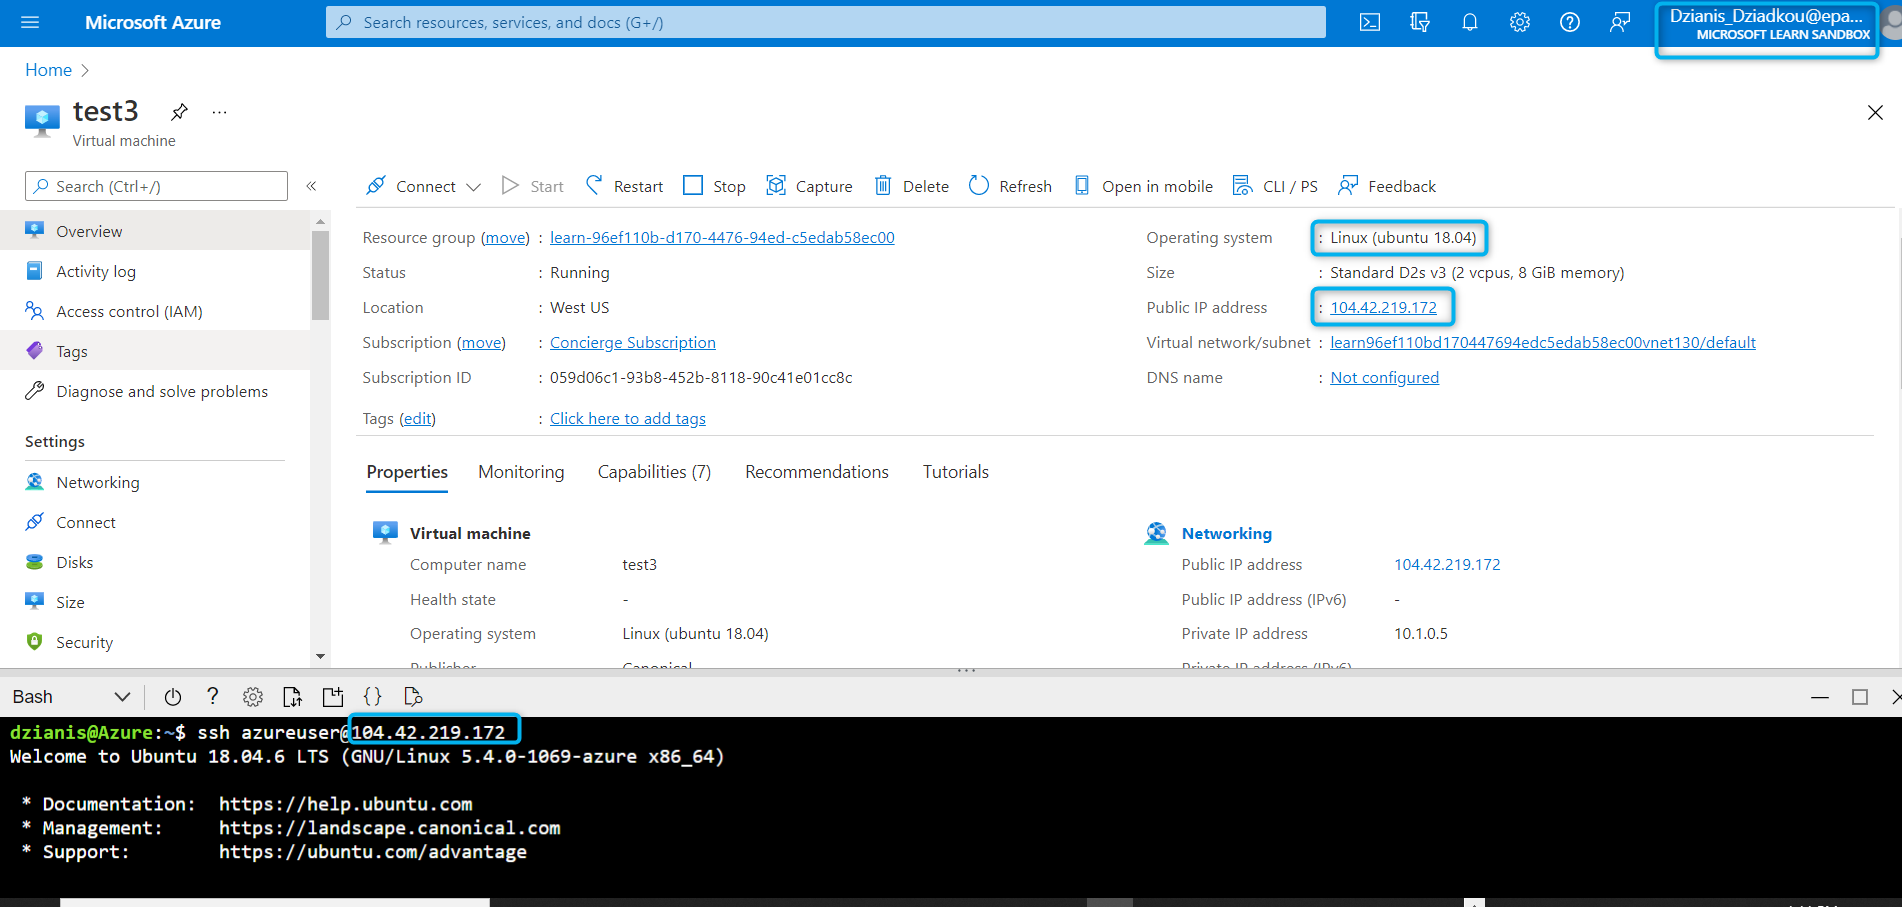 Microsoft Azure
Search resources, services, and docs (G+/)
Dzianis_Dziadkou@epa...
MICROSOFT LEARN SANDBOX
Home
test3
...
Virtual machine
Search (Ctrl+/)
«
Connect Start Restart Stop Capture Delete Refresh Open in mobile CLI / PS Feedback
Overview
Activity log
Access control (IAM)
Tags
Diagnose and solve problems
Settings
Networking
Connect
Disks
Size
Security
Resource group (move) : learn-96ef110b-d170-4476-94ed-c5edab58ec00
Status : Running
Location : West US
Subscription (move) : Concierge Subscription
Subscription ID : 059d06c1-93b8-452b-8118-90c41e01cc8c
Tags (edit) : Click here to add tags
Operating system : Linux (ubuntu 18.04)
Size : Standard D2s v3 (2 vcpus, 8 GiB memory)
Public IP address : 104.42.219.172
Virtual network/subnet : learn96ef110bd170447694edc5edab58ec00vnet130/default
DNS name : Not configured
Properties Monitoring Capabilities (7) Recommendations Tutorials
Virtual machine
Computer name test3
Health state -
Operating system Linux (ubuntu 18.04)
Publisher Canonical
Networking
Public IP address 104.42.219.172
Public IP address (IPv6) -
Private IP address 10.1.0.5
Private IP address (IPv6)
Bash
dzianis@Azure:~$ ssh azureuser@104.42.219.172
Welcome to Ubuntu 18.04.6 LTS (GNU/Linux 5.4.0-1069-azure x86_64)
* Documentation: https://help.ubuntu.com
* Management: https://landscape.canonical.com
* Support: https://ubuntu.com/advantage